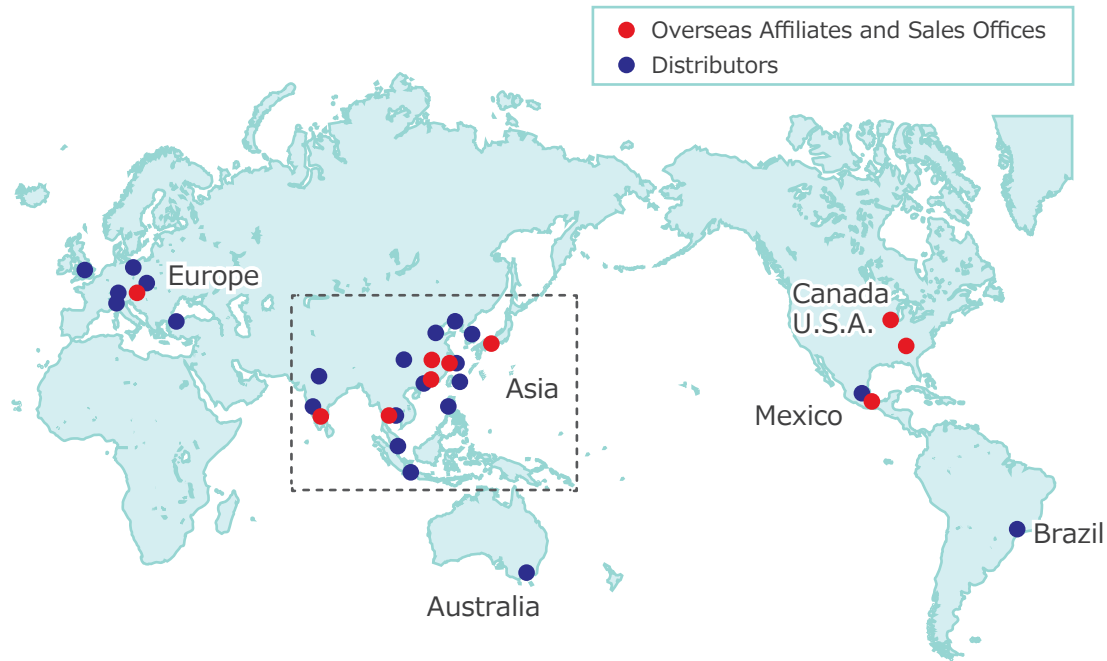 Overseas Affiliates and Sales Offices
Distributors
Europe
Canada
U.S.A.
Asia
Mexico
Brazil
Australia